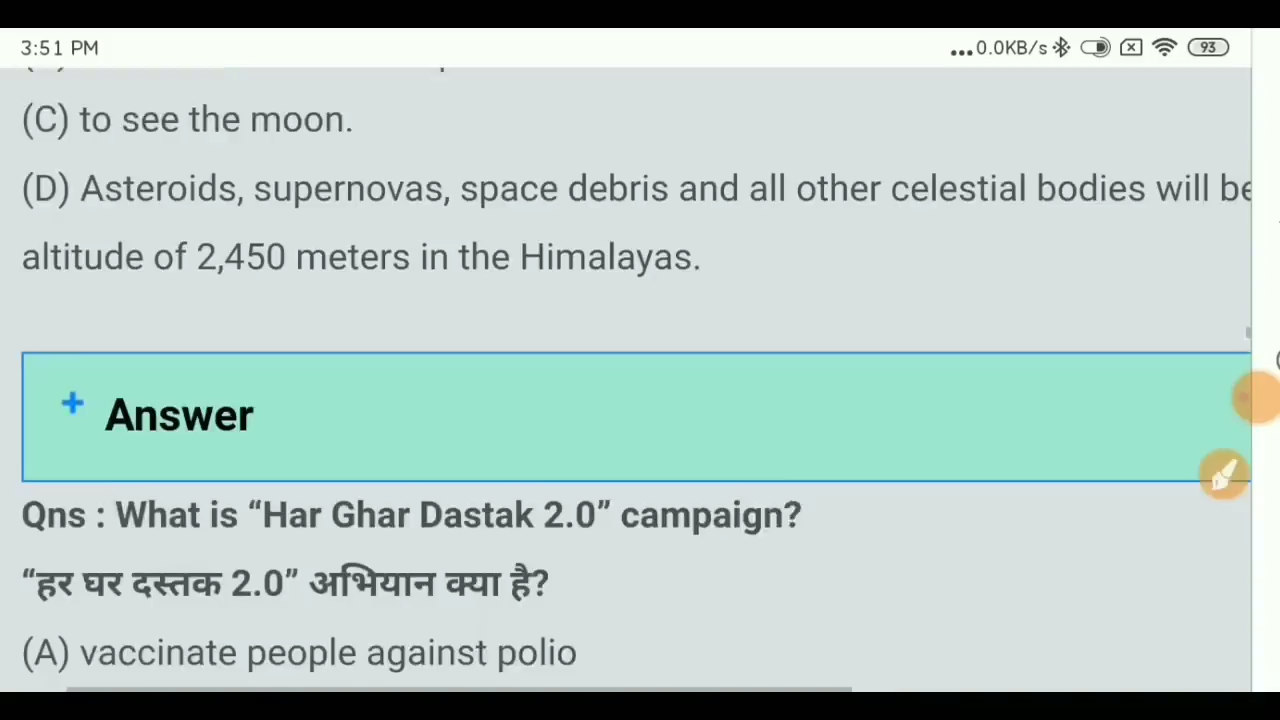 3:51 PM
...0.0KB/s
93
(C) to see the moon.
(D) Asteroids, supernovas, space debris and all other celestial bodies will be
altitude of 2,450 meters in the Himalayas.
+ Answer
Qns : What is “Har Ghar Dastak 2.0” campaign?
“हर घर दस्तक 2.0” अभियान क्या है?
(A) vaccinate people against polio